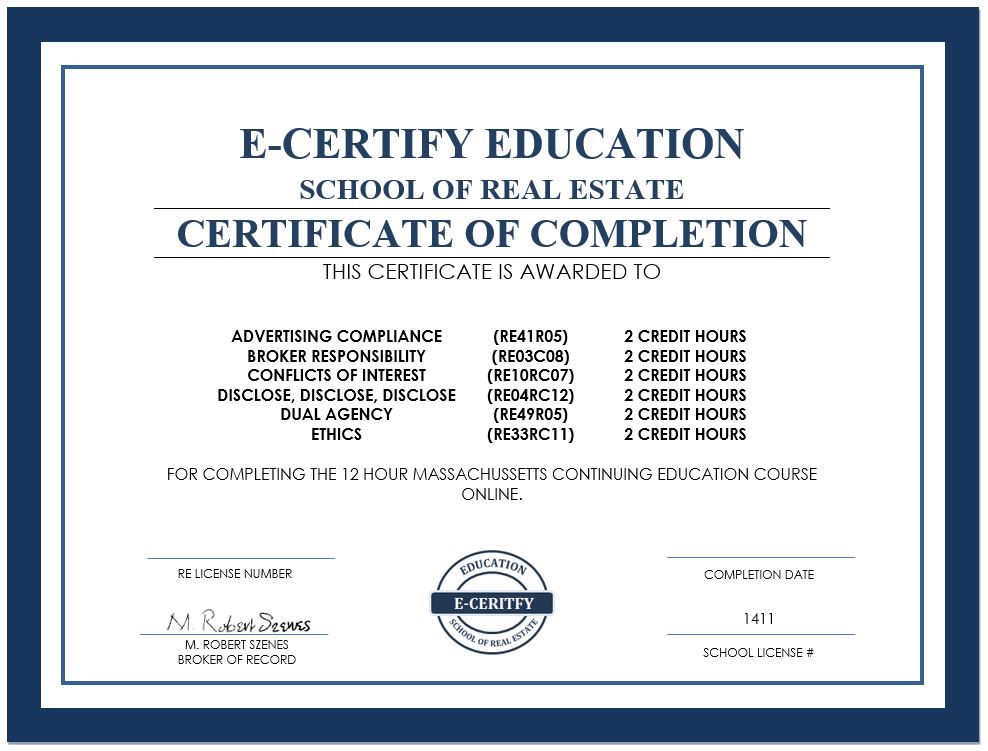 E-CERTIFY EDUCATION
SCHOOL OF REAL ESTATE
CERTIFICATE OF COMPLETION
THIS CERTIFICATE IS AWARDED TO
ADVERTISING COMPLIANCE (RE41R05) 2 CREDIT HOURS
BROKER RESPONSIBILITY (RE03C08) 2 CREDIT HOURS
CONFLICTS OF INTEREST (RE10RC07) 2 CREDIT HOURS
DISCLOSE, DISCLOSE, DISCLOSE (RE04RC12) 2 CREDIT HOURS
DUAL AGENCY (RE49R05) 2 CREDIT HOURS
ETHICS (RE33RC11) 2 CREDIT HOURS
FOR COMPLETING THE 12 HOUR MASSACHUSSETTS CONTINUING EDUCATION COURSE
ONLINE.
RE LICENSE NUMBER
M. Robert Szenes
M. ROBERT SZENES
BROKER OF RECORD
EDUCATION
E-CERITFY
SCHOOL OF REAL ESTATE
COMPLETION DATE
1411
SCHOOL LICENSE #